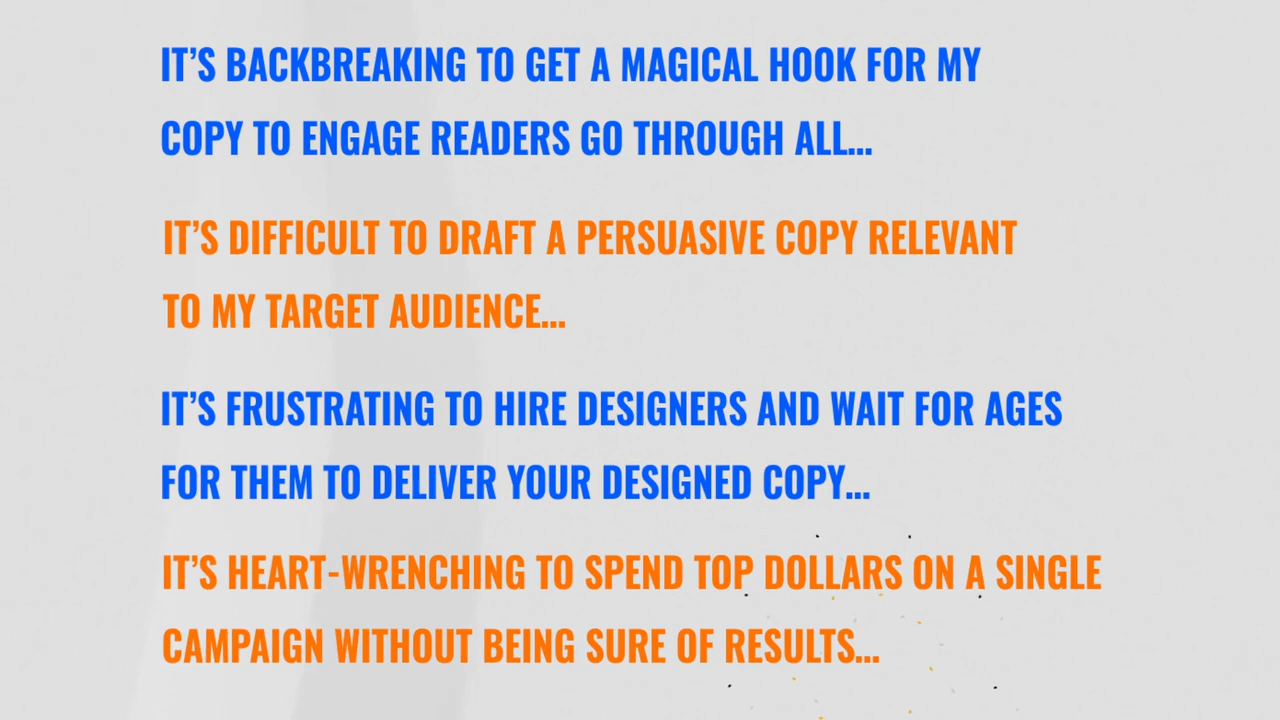 IT’S BACKBREAKING TO GET A MAGICAL HOOK FOR MY
COPY TO ENGAGE READERS GO THROUGH ALL...
IT’S DIFFICULT TO DRAFT A PERSUASIVE COPY RELEVANT
TO MY TARGET AUDIENCE...
IT’S FRUSTRATING TO HIRE DESIGNERS AND WAIT FOR AGES
FOR THEM TO DELIVER YOUR DESIGNED COPY...
IT’S HEART-WRENCHING TO SPEND TOP DOLLARS ON A SINGLE
CAMPAIGN WITHOUT BEING SURE OF RESULTS...